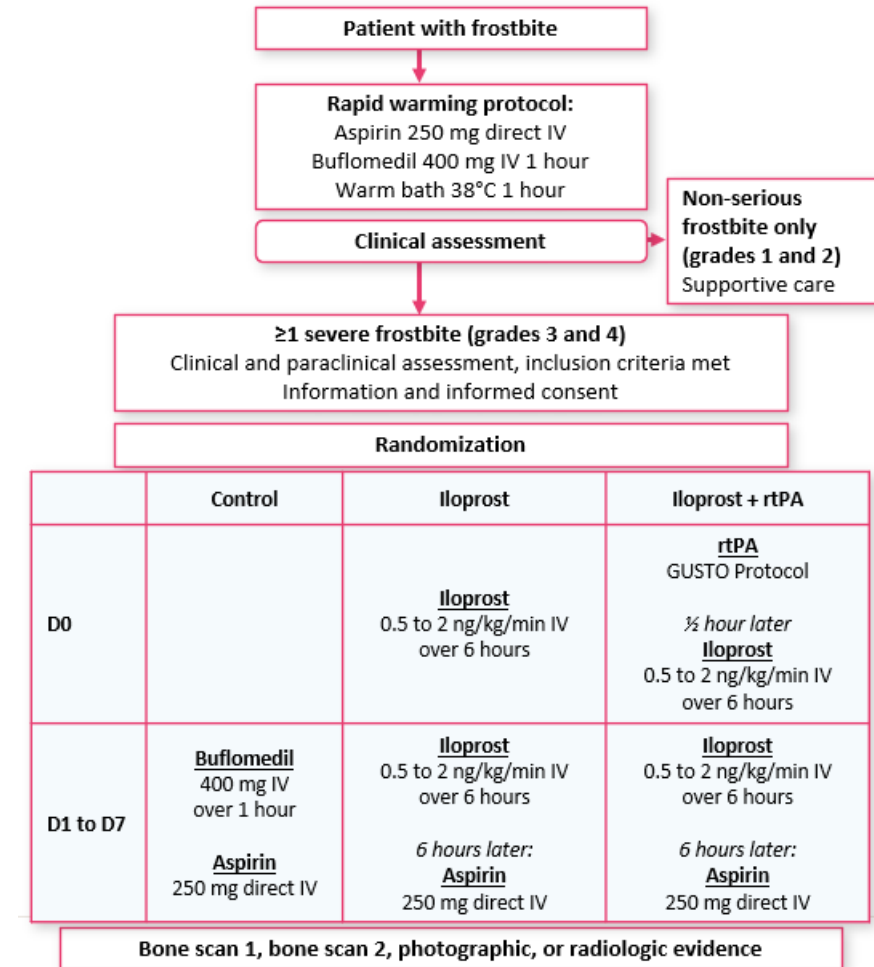 Patient with frostbite
Rapid warming protocol:
Aspirin 250 mg direct IV
Buflomedil 400 mg IV 1 hour
Warm bath 38°C 1 hour
Clinical assessment
Non-serious
frostbite only
(grades 1 and 2)
Supportive care
≥1 severe frostbite (grades 3 and 4)
Clinical and paraclinical assessment, inclusion criteria met
Information and informed consent
Randomization
Control
Iloprost
Iloprost + rtPA
D0
Iloprost
0.5 to 2 ng/kg/min IV
over 6 hours
rtPA
GUSTO Protocol
½ hour later
Iloprost
0.5 to 2 ng/kg/min IV
over 6 hours
D1 to D7
Buflomedil
400 mg IV
over 1 hour
Aspirin
250 mg direct IV
Iloprost
0.5 to 2 ng/kg/min IV
over 6 hours
6 hours later:
Aspirin
250 mg direct IV
Iloprost
0.5 to 2 ng/kg/min IV
over 6 hours
6 hours later:
Aspirin
250 mg direct IV
Bone scan 1, bone scan 2, photographic, or radiologic evidence